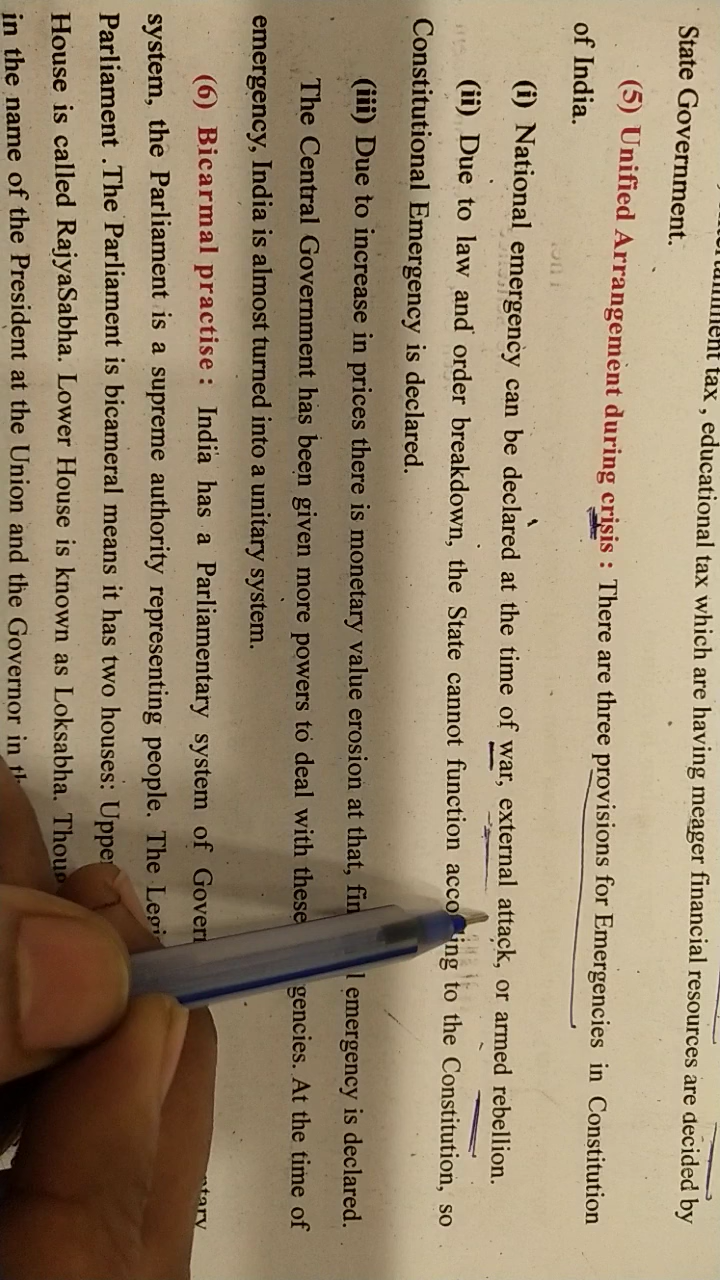 tax , educational tax which are having meager financial resources are decided by
State Government.
(5) Unified Arrangement during crisis : There are three provisions for Emergencies in Constitution
of India.
(i) National emergency can be declared at the time of war, external attack, or armed rebellion.
(ii) Due to law and order breakdown, the State cannot function according to the Constitution, so
Constitutional Emergency is declared.
(iii) Due to increase in prices there is monetary value erosion at that, emergency is declared.
The Central Government has been given more powers to deal with these At the time of
emergency, India is almost turned into a unitary system.
(6) Bicarmal practise : India has a Parliamentary system of
system, the Parliament is a supreme authority representing people. The
Parliament .The Parliament is bicameral means it has two houses: Upper
House is called RajyaSabha. Lower House is known as Loksabha.
in the name of the President at the Union and the Governor in